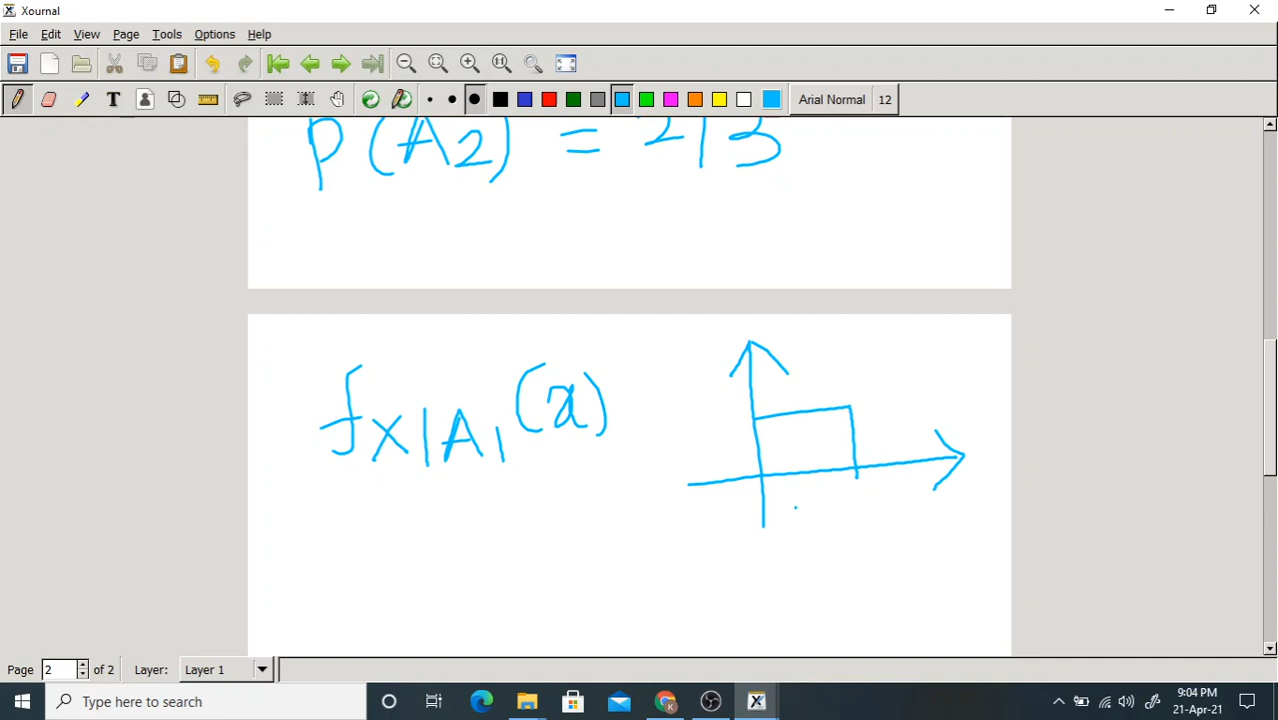 Xournal
File Edit View Page Tools Options Help
Arial Normal 12
P(A2) = 2/3
fX|A1(x)
Page 2 of 2 Layer: Layer 1
Type here to search
9:04 PM
21-Apr-21